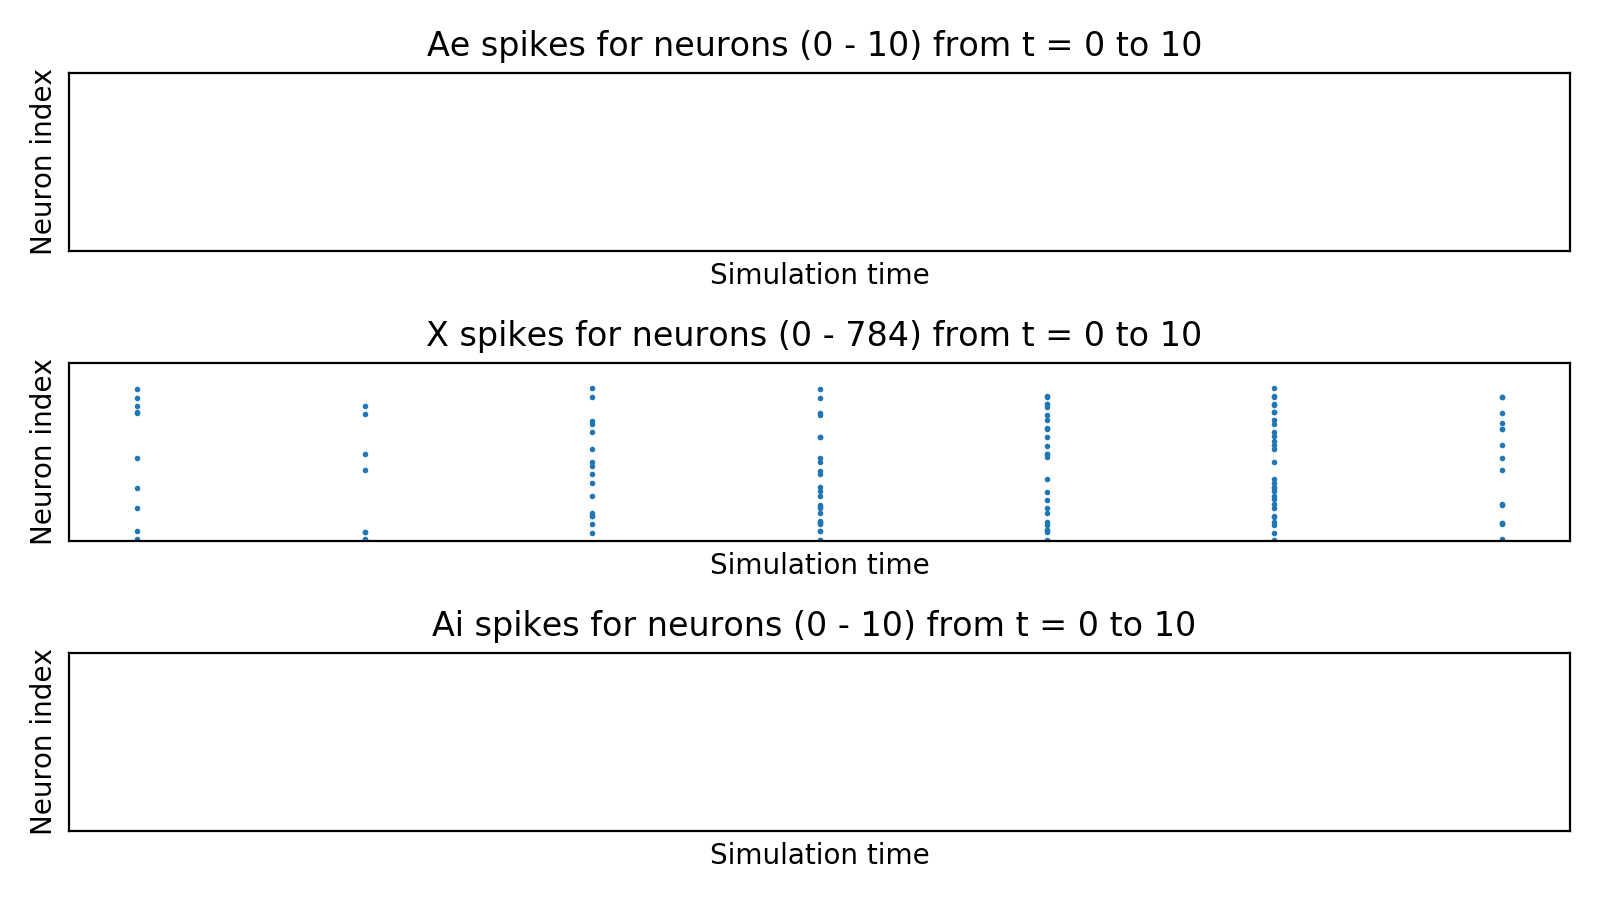 Ae spikes for neurons (0 - 10) from t = 0 to 10
Neuron index
Simulation time
X spikes for neurons (0 - 784) from t = 0 to 10
Neuron index
Simulation time
Ai spikes for neurons (0 - 10) from t = 0 to 10
Neuron index
Simulation time